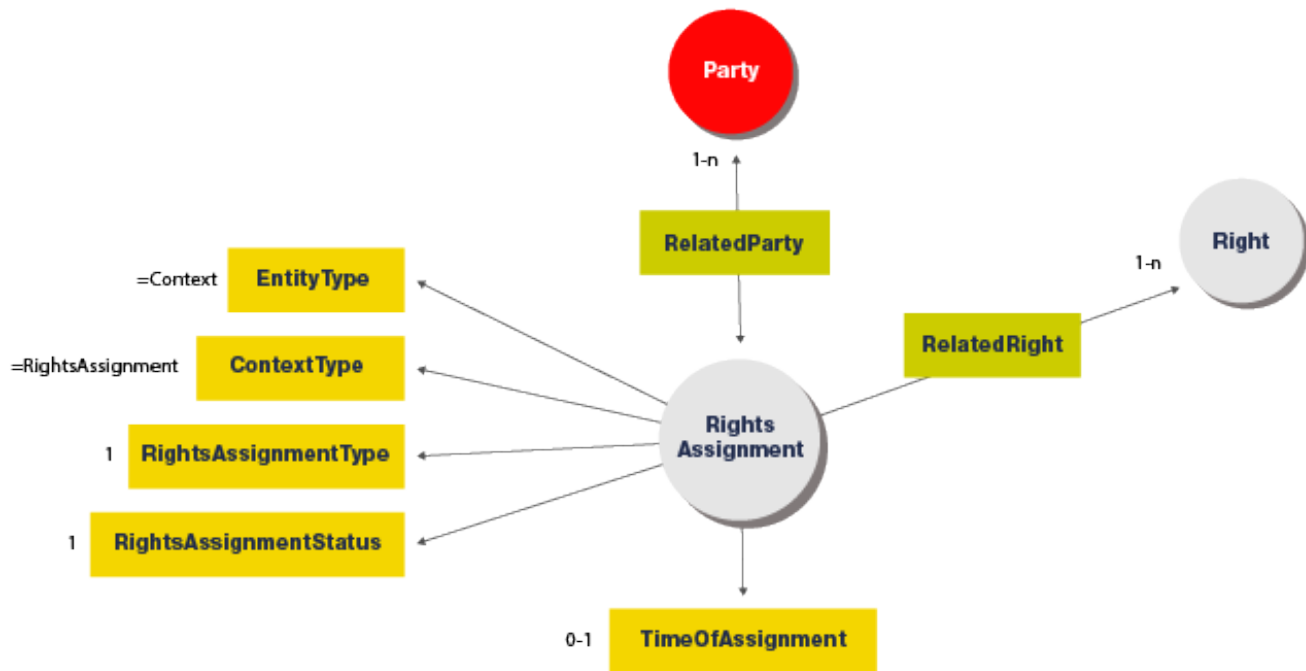 Party
1-n
RelatedParty
Right
1-n
=Context
EntityType
RelatedRight
=RightsAssignment
ContextType
Rights
Assignment
1
RightsAssignmentType
1
RightsAssignmentStatus
0-1
TimeOfAssignment